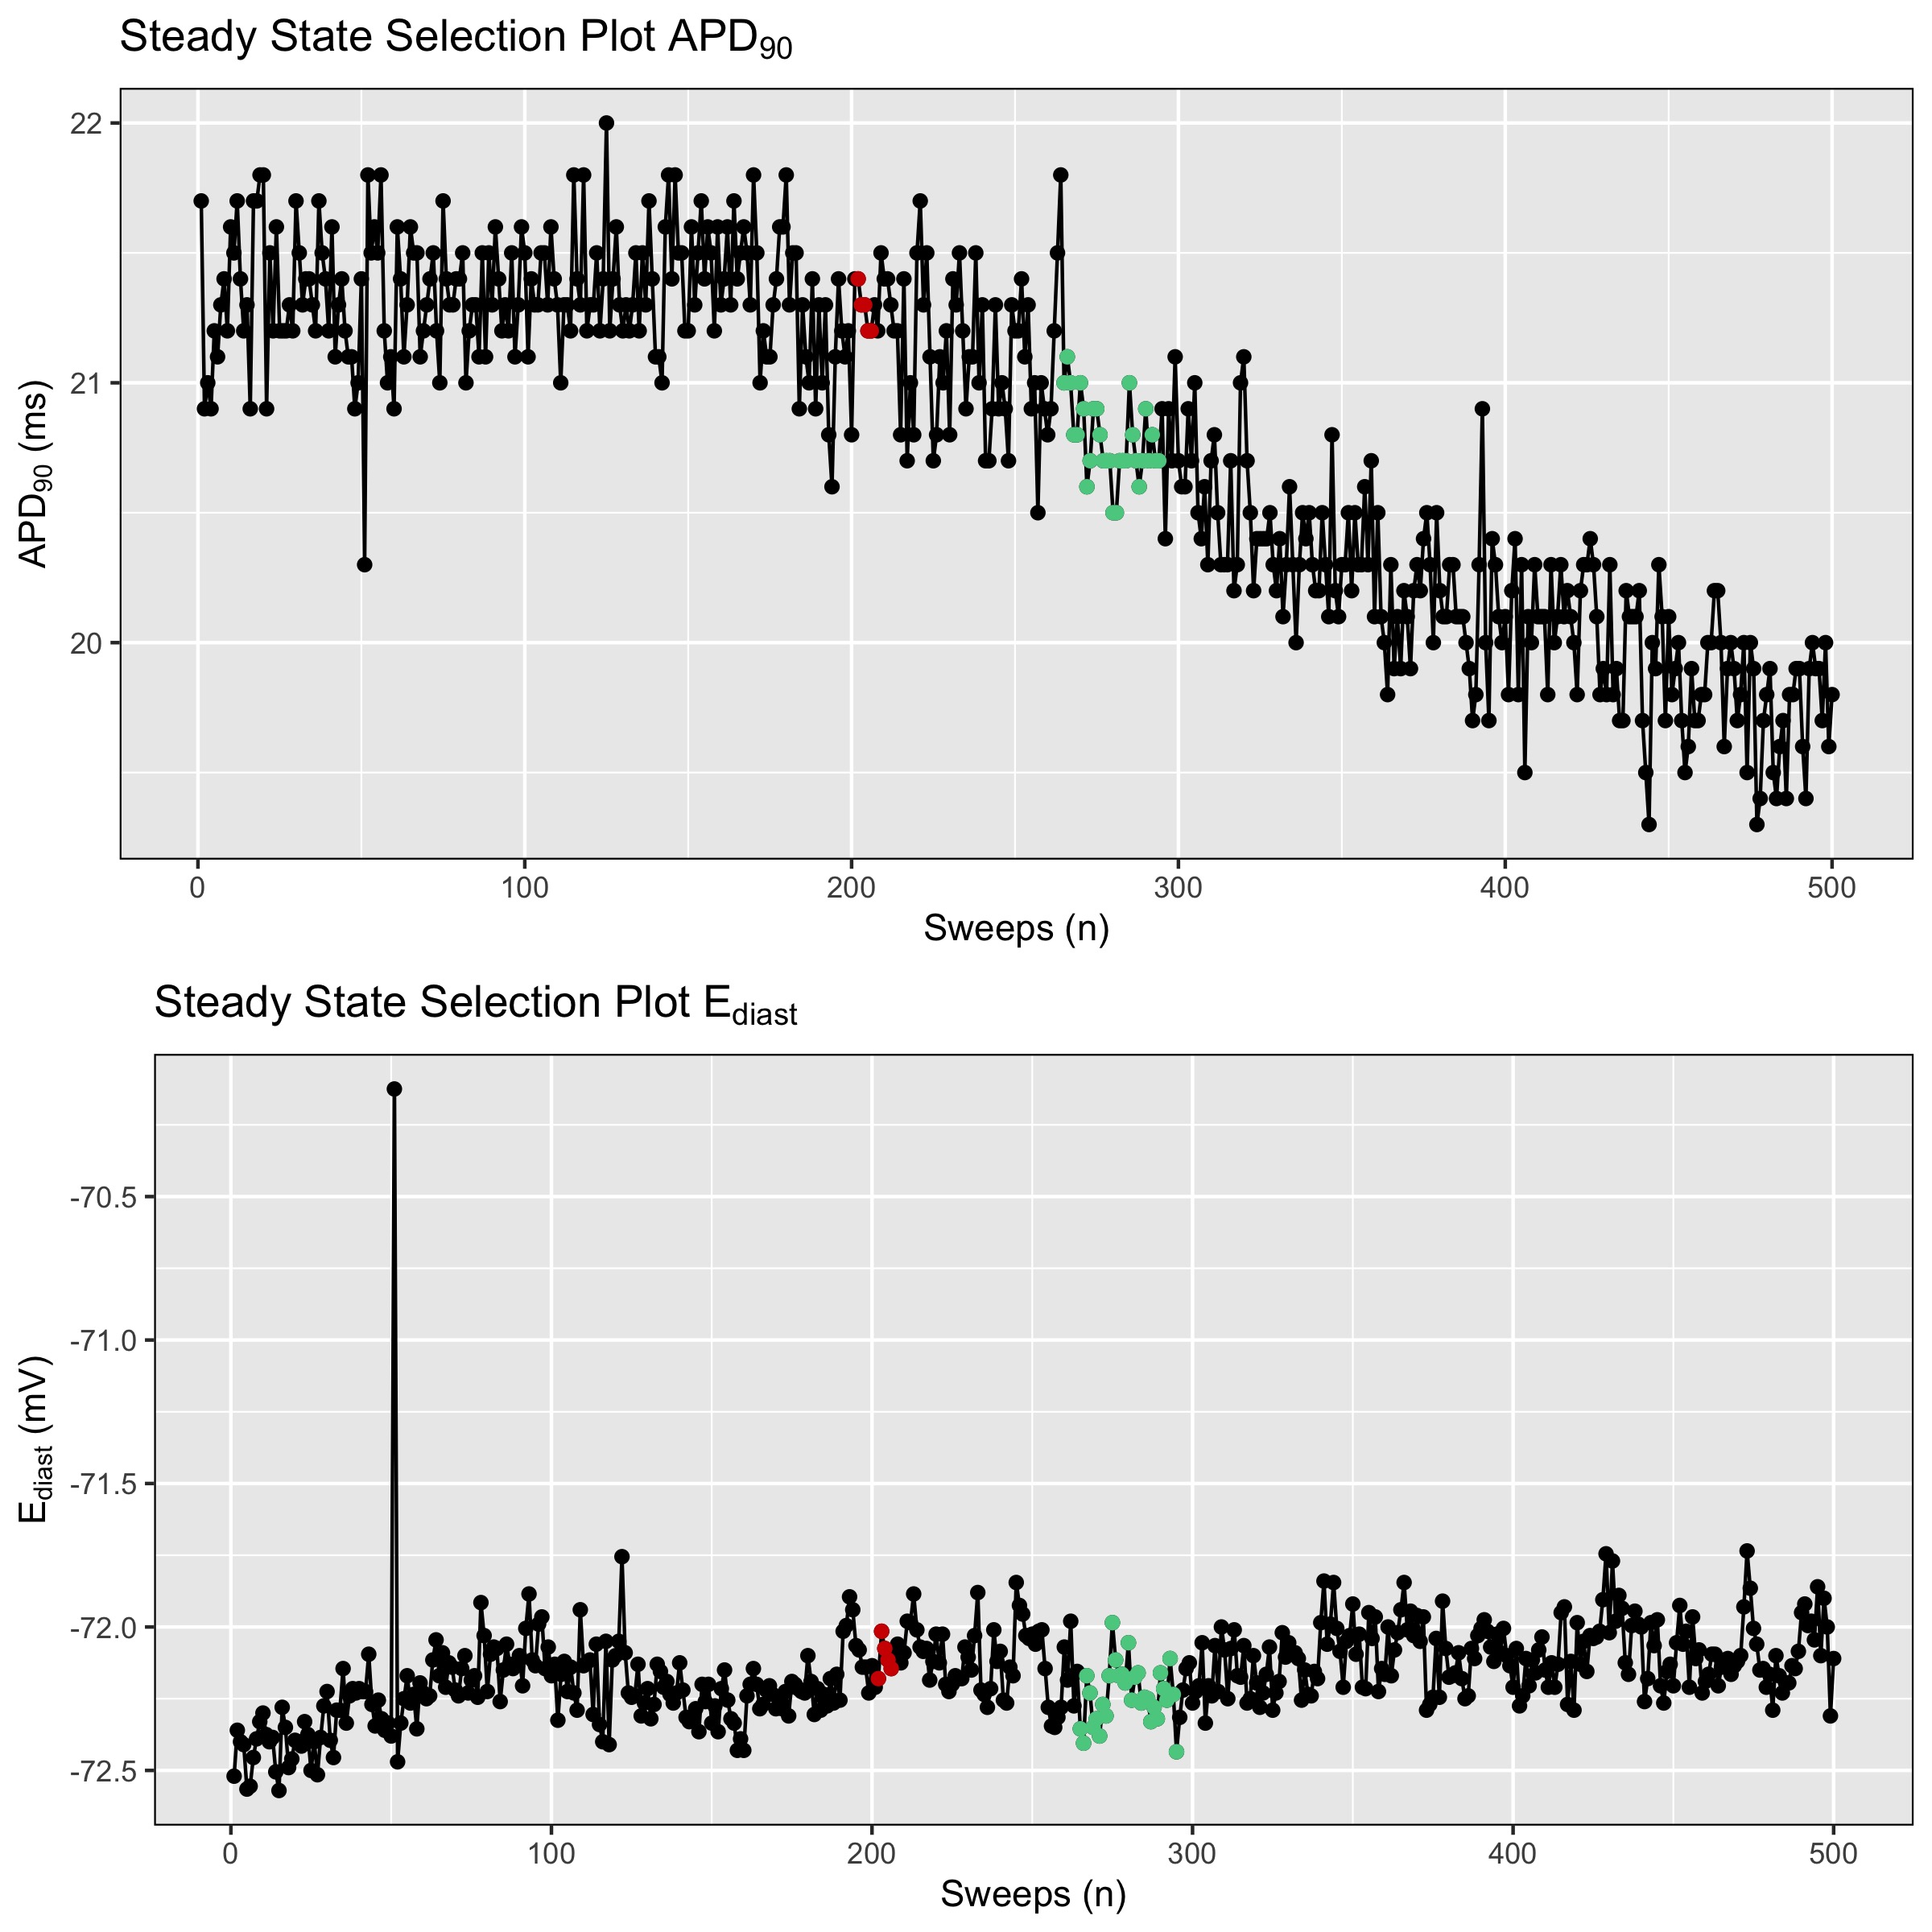 Steady State Selection Plot APD90
22
21
20
APD90 (ms)
0 100 200 300 400 500
Sweeps (n)
Steady State Selection Plot Ediast
-70.5
-71.0
-71.5
-72.0
-72.5
Ediast (mV)
0 100 200 300 400 500
Sweeps (n)